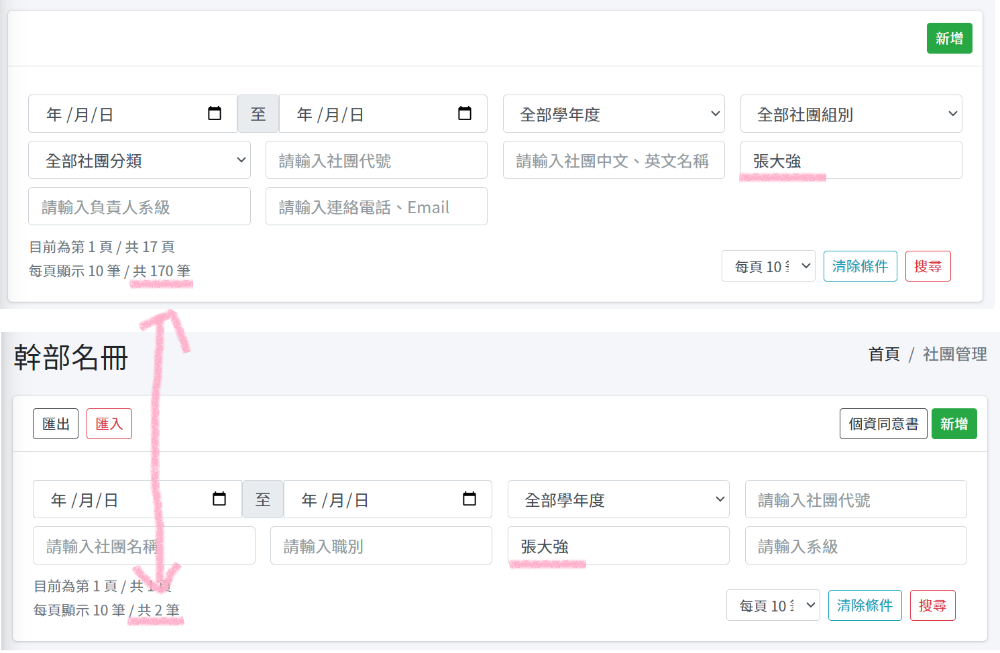 新增
年 /月/日 至 年 /月/日 全部學年度 全部社團組別
全部社團分類 請輸入社團代號 請輸入社團中文、英文名稱 張大強
請輸入負責人系級 請輸入連絡電話、Email
目前為第 1 頁 / 共 17 頁
每頁顯示 10 筆 / 共 170 筆 每頁 10 清除條件 搜尋
幹部名冊 首頁 / 社團管理
匯出 匯入 個資同意書 新增
年 /月/日 至 年 /月/日 全部學年度 請輸入社團代號
請輸入社團名稱 請輸入職別 張大強 請輸入系級
目前為第 1 頁 / 共 1 頁
每頁顯示 10 筆 / 共 2 筆 每頁 10 清除條件 搜尋